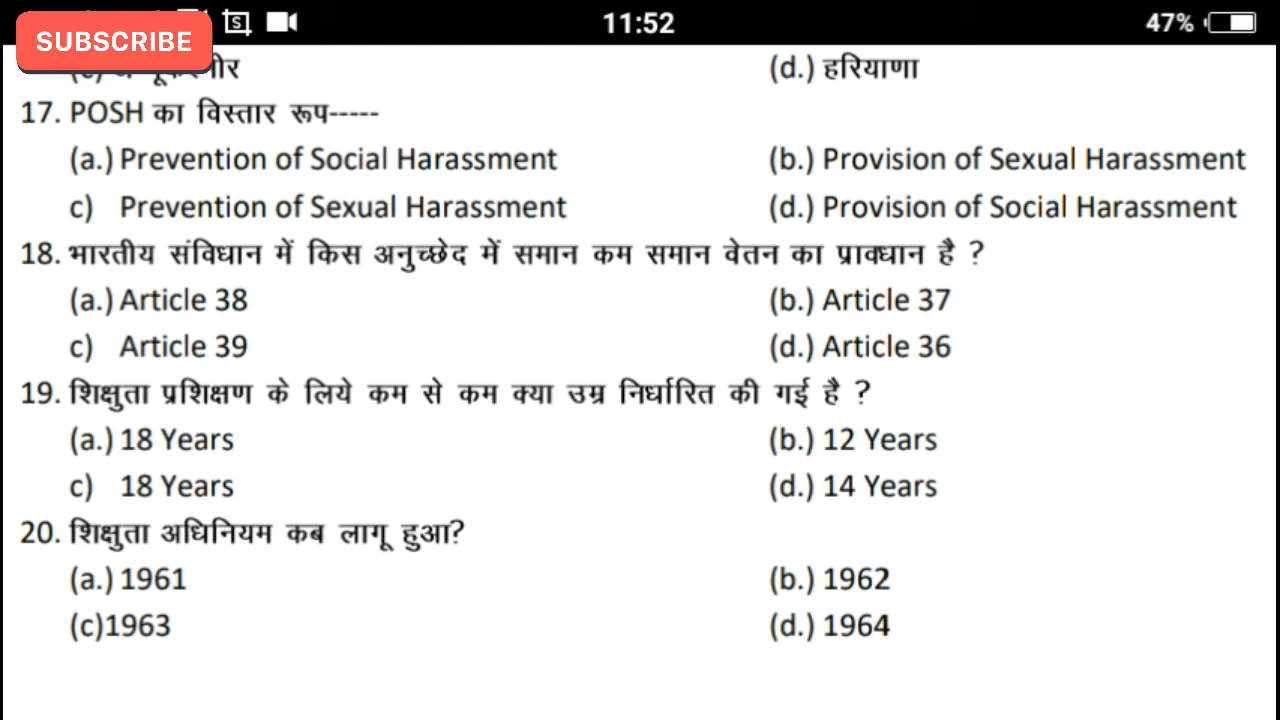 SUBSCRIBE
11:52
47%
(d.) हरियाणा
17. POSH का विस्तार रूप-----
(a.) Prevention of Social Harassment (b.) Provision of Sexual Harassment
c) Prevention of Sexual Harassment (d.) Provision of Social Harassment
18. भारतीय संविधान में किस अनुच्छेद में समान कम समान वेतन का प्राक्धान है ?
(a.) Article 38 (b.) Article 37
c) Article 39 (d.) Article 36
19. शिक्षुता प्रशिक्षण के लिये कम से कम क्या उम्र निर्धारित की गई है ?
(a.) 18 Years (b.) 12 Years
c) 18 Years (d.) 14 Years
20. शिक्षुता अधिनियम कब लागू हुआ?
(a.) 1961 (b.) 1962
(c)1963 (d.) 1964